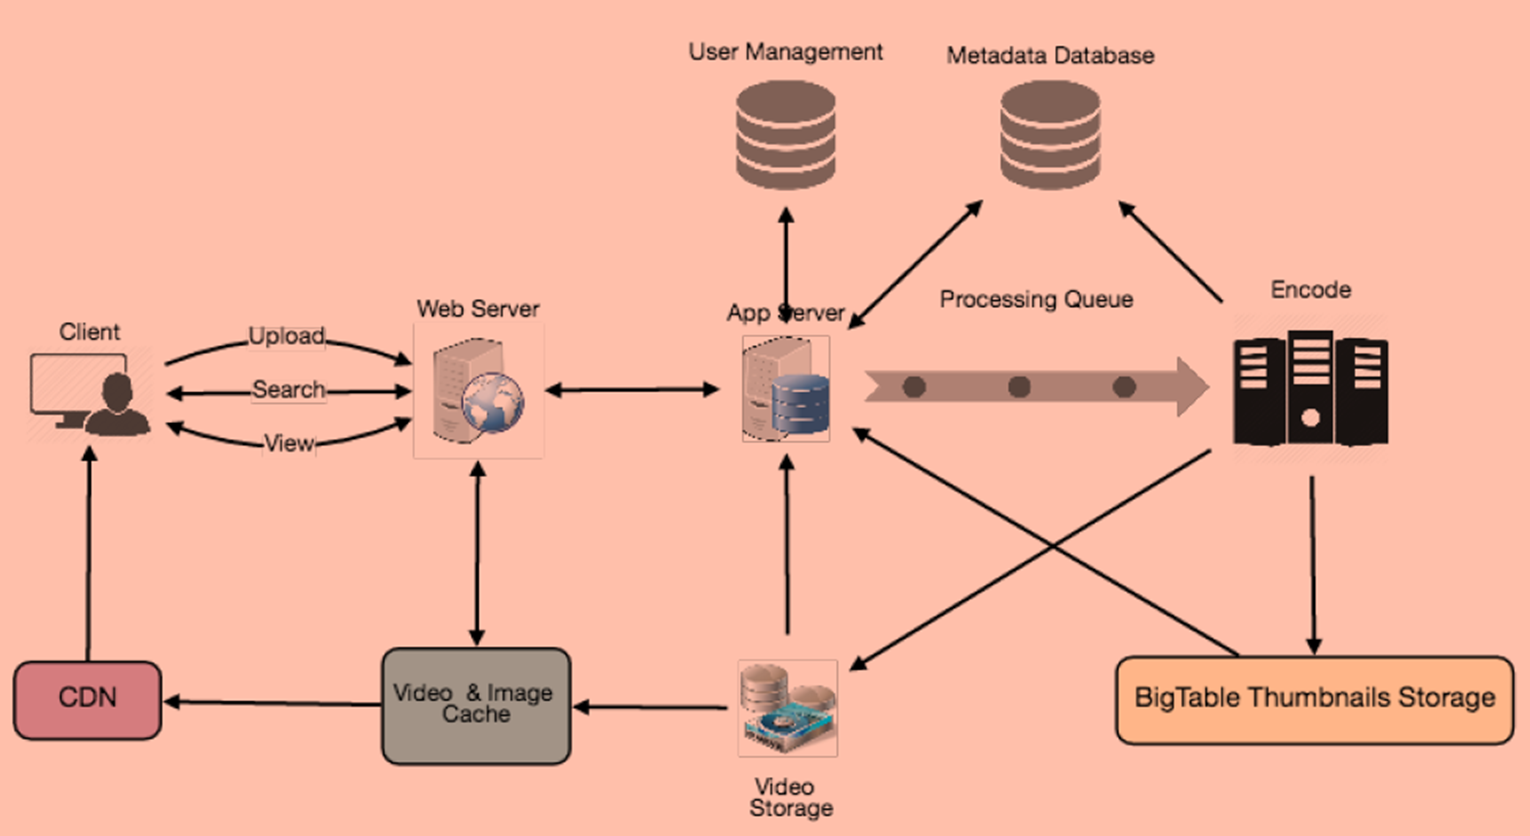 User Management
Metadata Database
Encode
Processing Queue
Web Server
App Server
Client
Upload
Search
View
CDN
Video & Image
Cache
BigTable Thumbnails Storage
Video
Storage